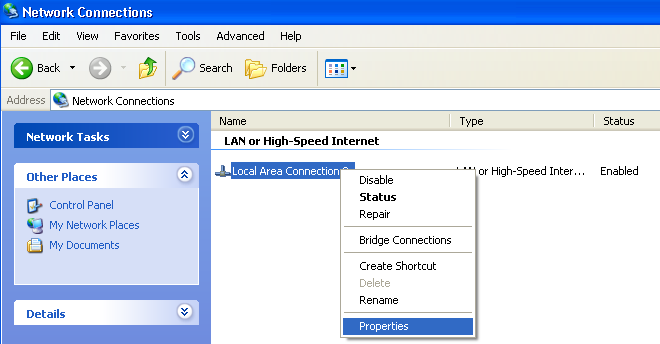 Network Connections
File Edit View Favorites Tools Advanced Help
Back Search Folders
Address Network Connections
Network Tasks
Other Places
Control Panel
My Network Places
My Documents
Details
Name Type Status
LAN or High-Speed Internet
Local Area Connection LAN or High-Speed Inter... Enabled
Disable
Status
Repair
Bridge Connections
Create Shortcut
Delete
Rename
Properties